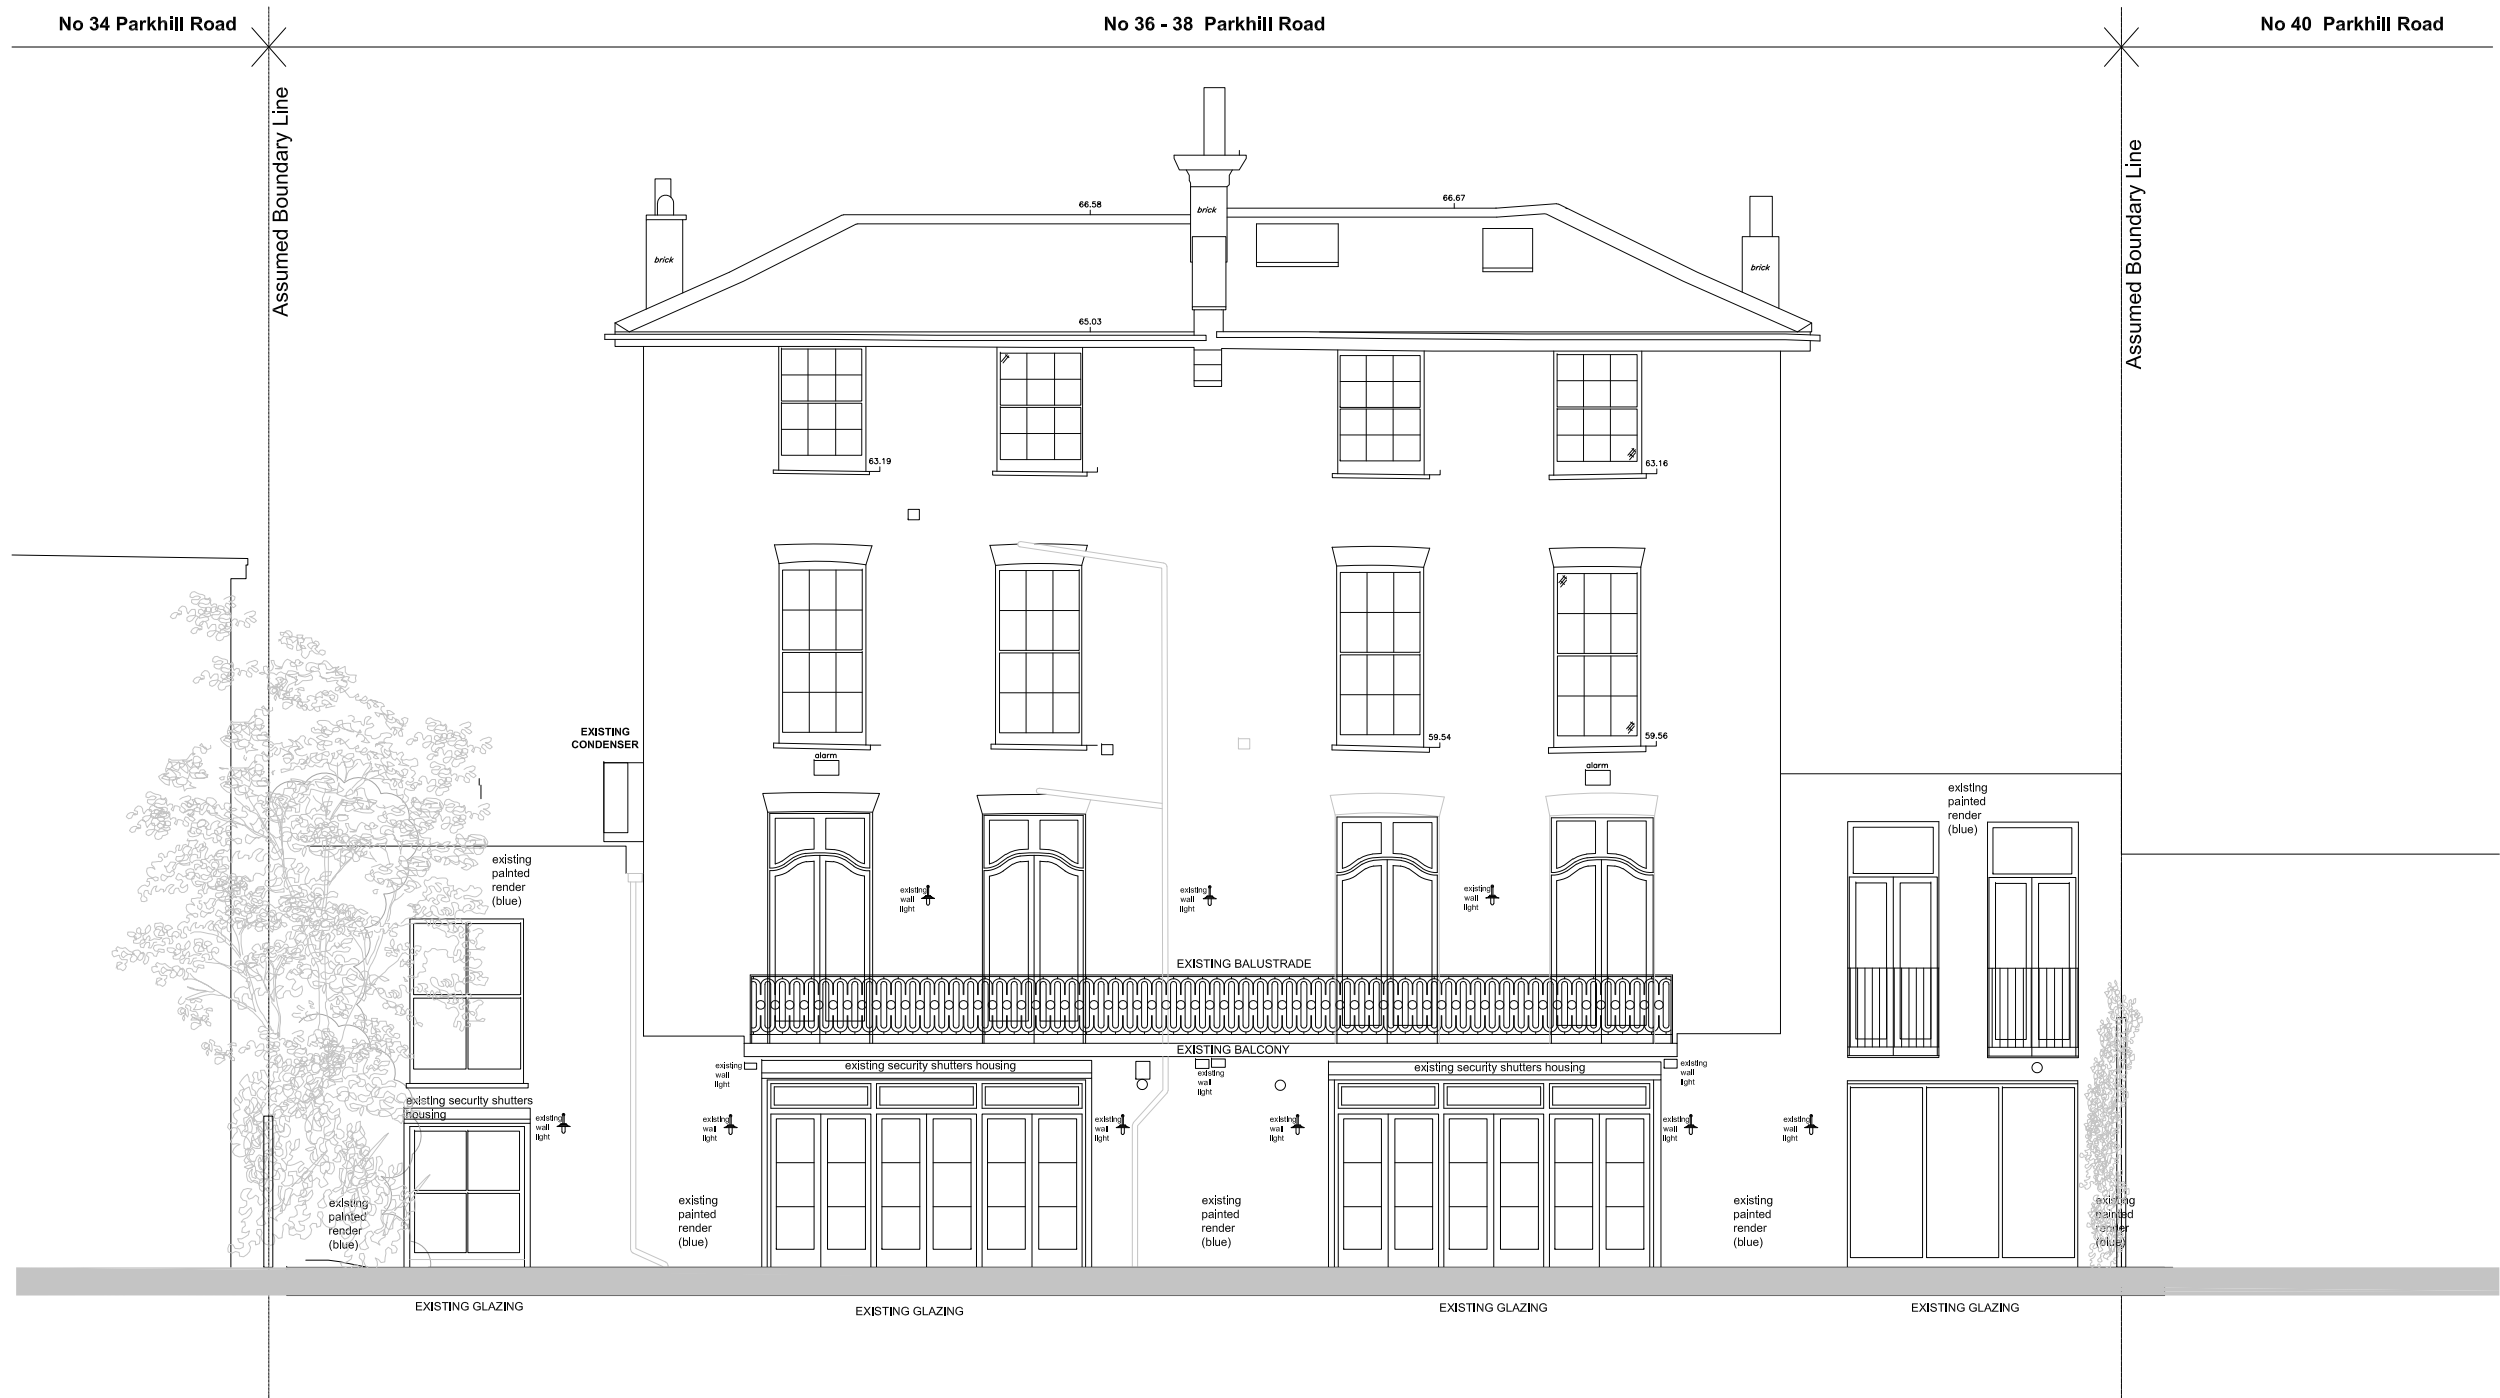 No 34 Parkhill Road
No 36 - 38 Parkhill Road
No 40 Parkhill Road
Assumed Boundary Line
Assumed Boundary Line
brick
brick
brick
66.58
66.67
65.03
63.19
63.16
59.54
59.56
EXISTING
CONDENSER
alarm
alarm
existing
painted
render
(blue)
existing
painted
render
(blue)
existing
wall
light
existing
wall
light
existing
wall
light
EXISTING BALUSTRADE
EXISTING BALCONY
existing
wall
light
existing security shutters housing
existing
wall
light
existing security shutters housing
existing
wall
light
existing security shutters
housing
existing
wall
light
existing
wall
light
existing
wall
light
existing
wall
light
existing
wall
light
existing
wall
light
existing
painted
render
(blue)
existing
painted
render
(blue)
existing
painted
render
(blue)
existing
painted
render
(blue)
existing
painted
render
(blue)
EXISTING GLAZING
EXISTING GLAZING
EXISTING GLAZING
EXISTING GLAZING